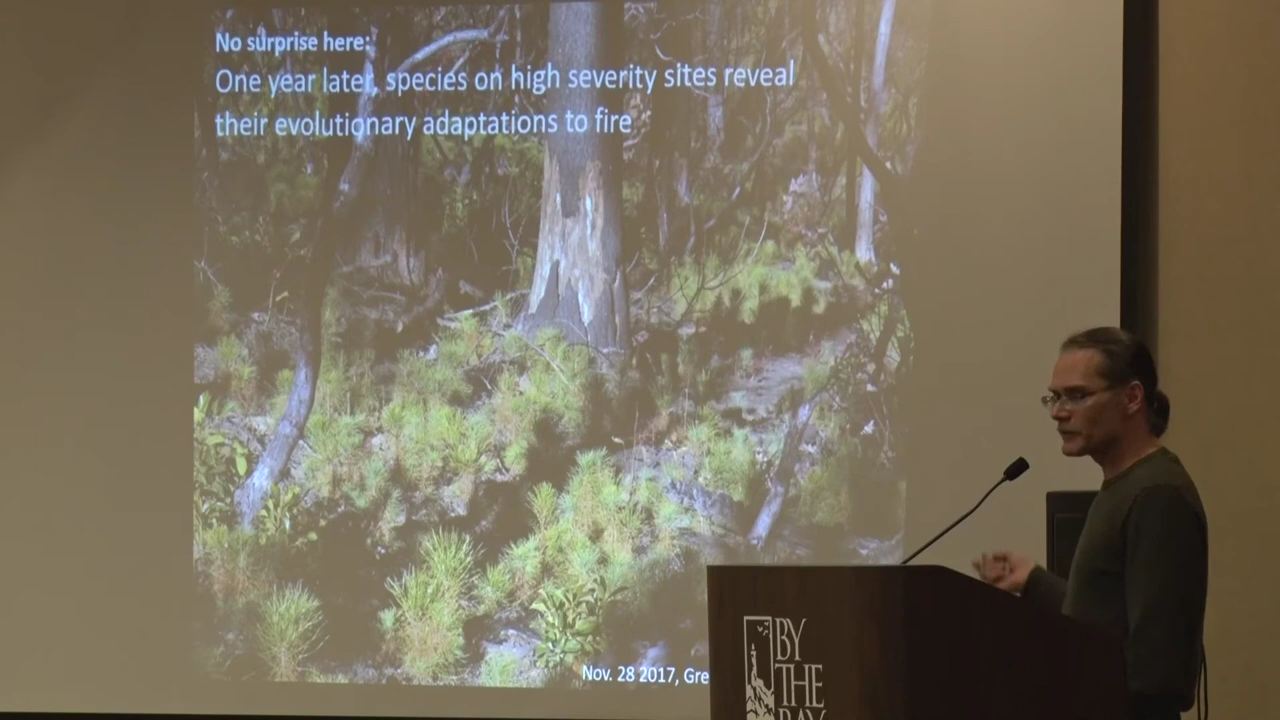 No surprise here:
One year later, species on high severity sites reveal
their evolutionary adaptations to fire
Nov. 28 2017, Gre
BY
THE
BAY